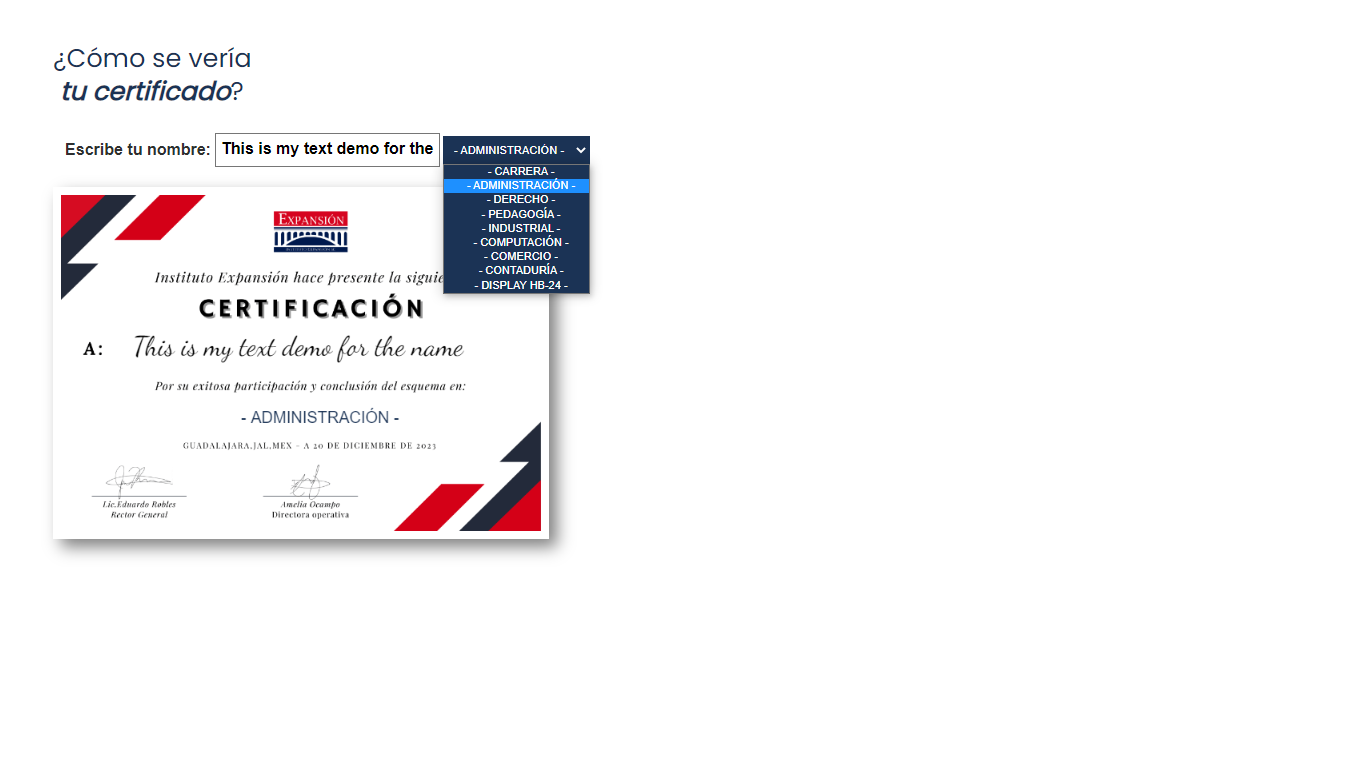 ¿Cómo se vería
tu certificado?
Escribe tu nombre: This is my text demo for the
- ADMINISTRACIÓN -
- CARRERA -
- ADMINISTRACIÓN -
- DERECHO -
- PEDAGOGÍA -
- INDUSTRIAL -
- COMPUTACIÓN -
- COMERCIO -
- CONTADURÍA -
- DISPLAY HB-24 -
EXPANSIÓN
Instituto Expansión hace presente la siguie
CERTIFICACIÓN
A: This is my text demo for the name
Por su exitosa participación y conclusión del esquema en:
- ADMINISTRACIÓN -
GUADALAJARA,JAL,MEX – A 20 DE DICIEMBRE DE 2023
Lic.Eduardo Robles
Rector General
Amelia Ocampo
Directora operativa